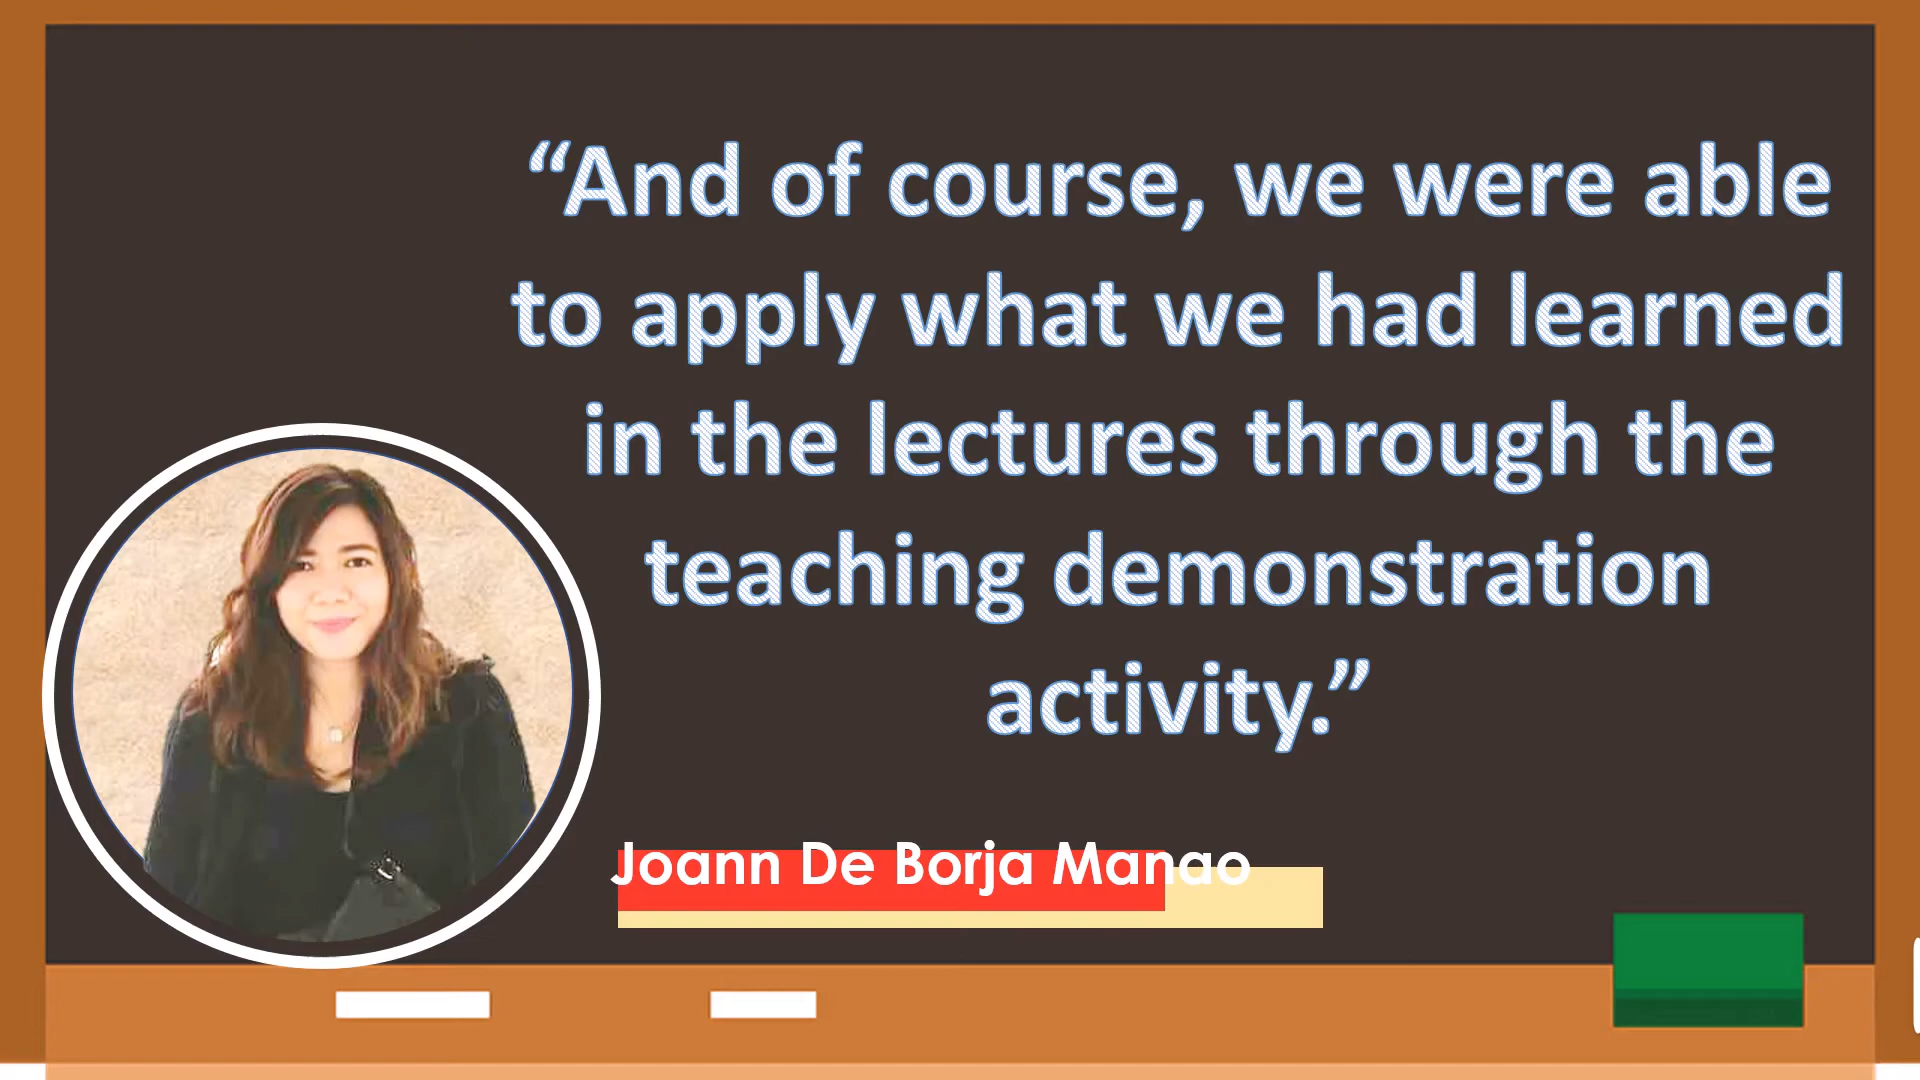 “And of course, we were able
to apply what we had learned
in the lectures through the
teaching demonstration
activity.”
Joann De Borja Manao